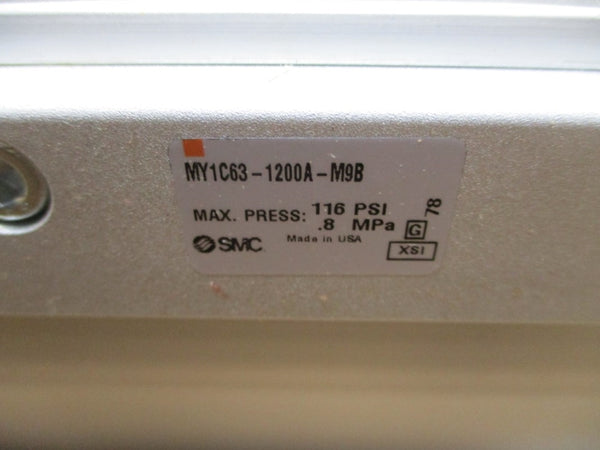 MY1C63-1200A-M9B
MAX. PRESS: 116 PSI
.8 MPa
G
78
SMC
Made in USA
XSI